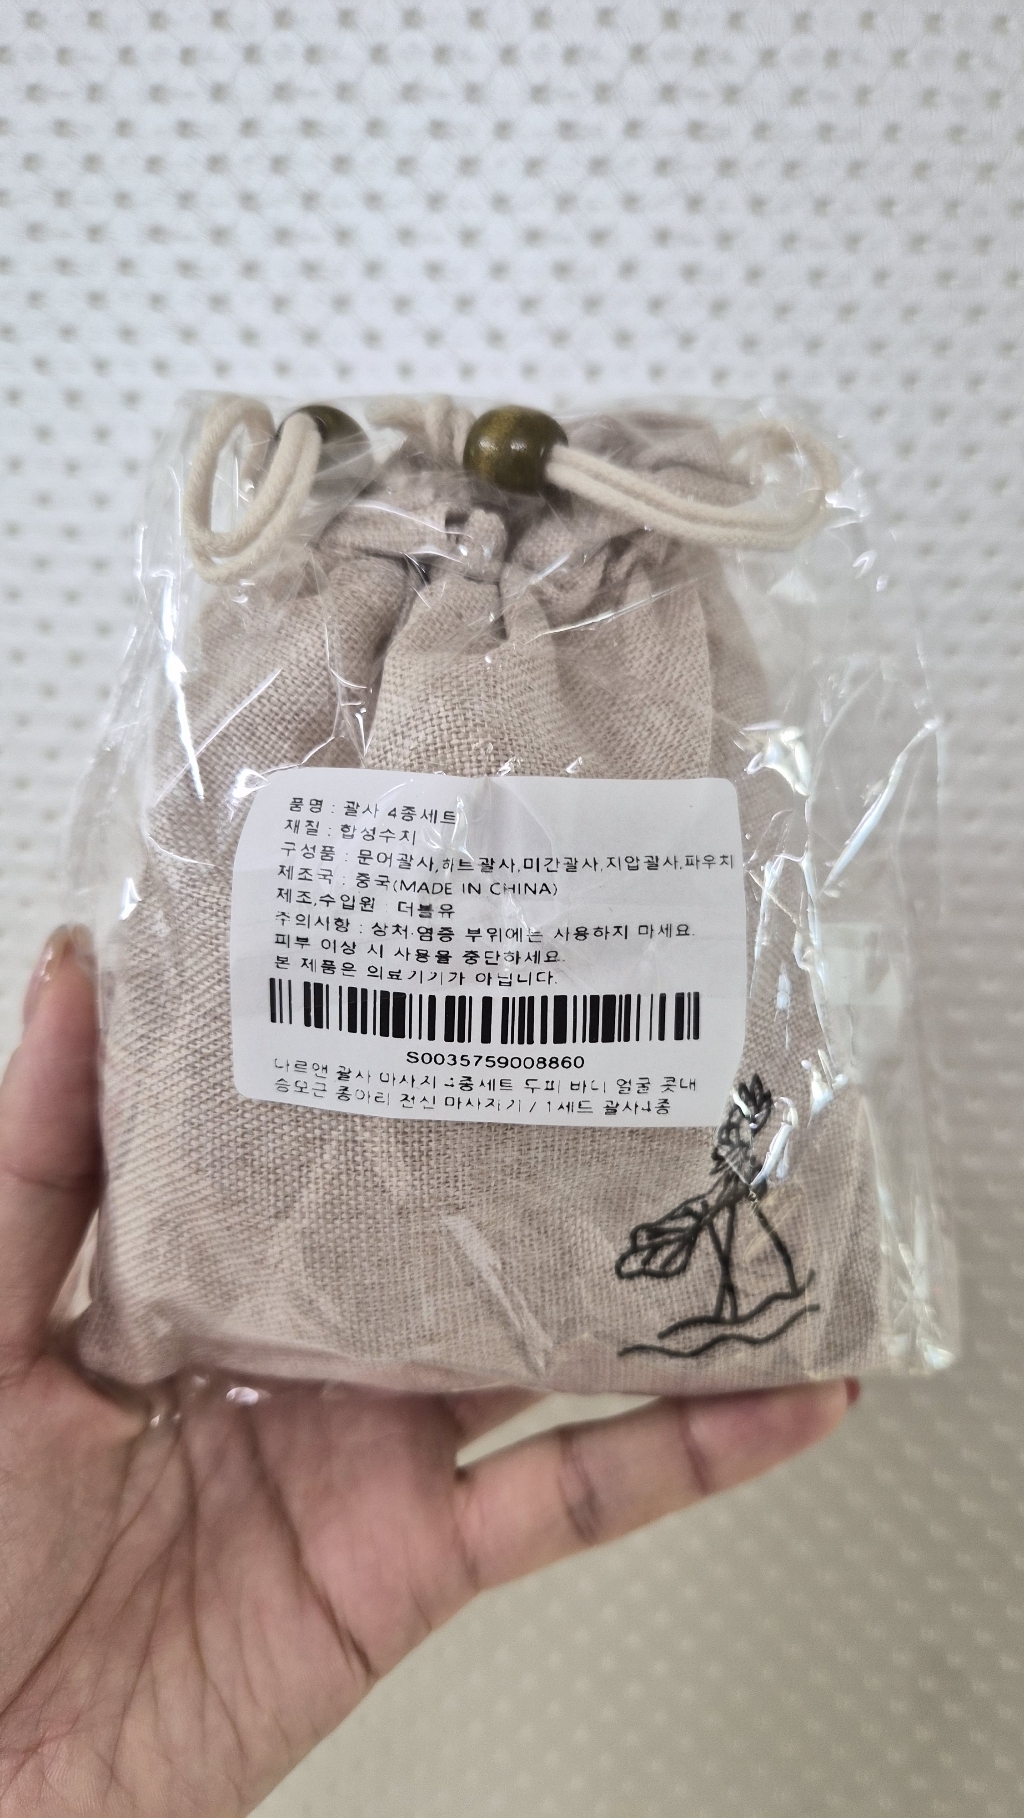 품명 : 괄사 4종세트
재질 : 합성수지
구성품 : 문어괄사,하트괄사,미간괄사,지압괄사,파우치
제조국 : 중국(MADE IN CHINA)
제조,수입원 : 더블유
주의사항 : 상처,염증 부위에는 사용하지 마세요.
피부 이상 시 사용을 중단하세요.
본 제품은 의료기기가 아닙니다.
S0035759008860
나르앤 괄사 마사지 4종세트 두피 바디 얼굴 콧대
승모근 종아리 전신 마사지기 / 1세트 괄사4종